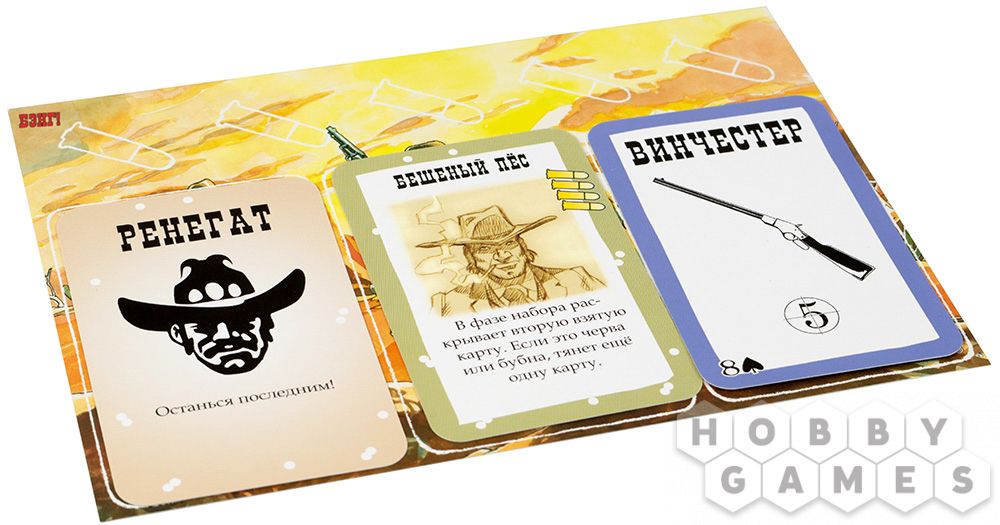 БЭНГ!
РЕНЕГАТ
Останься последним!
БЕШЕНЫЙ ПЁС
В фазе набора рас-
крывает вторую взятую
карту. Если это черва
или бубна, тянет ещё
одну карту.
ВИНЧЕСТЕР
5
8♠
HOBBY
GAMES